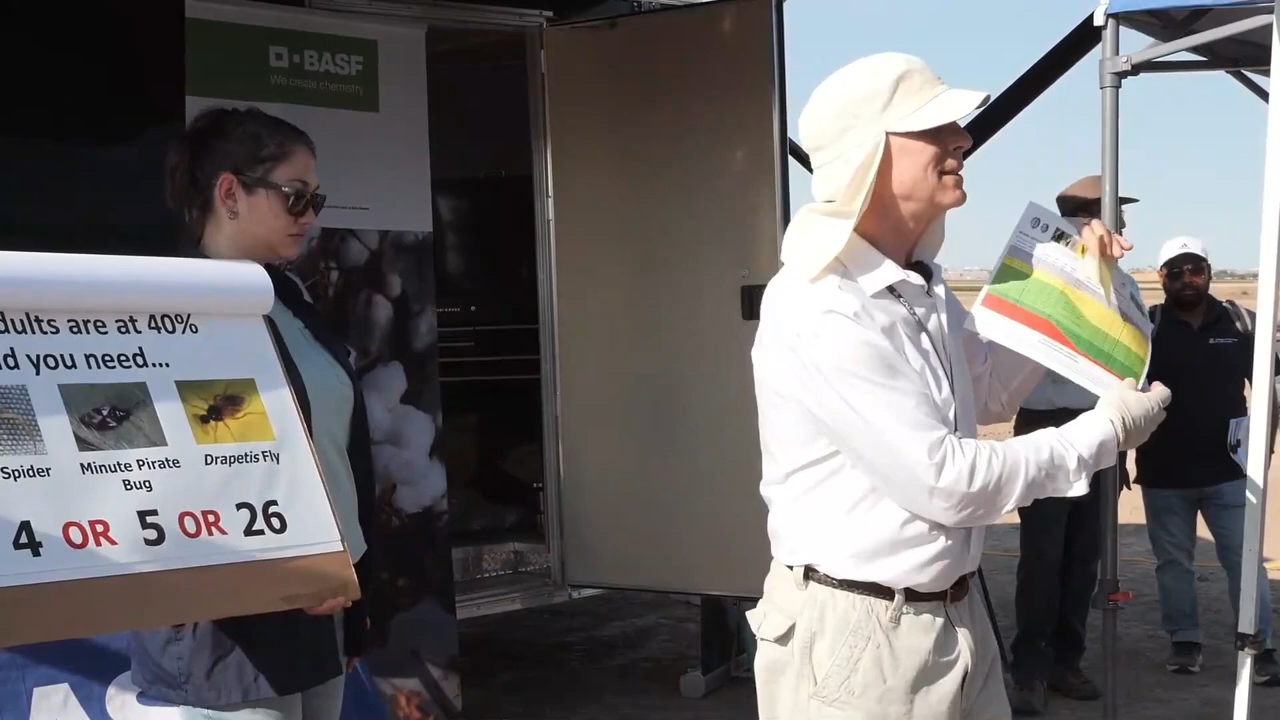 BASF
We create chemistry
dults are at 40%
d you need...
Spider
Minute Pirate
Bug
Drapetis Fly
4 OR 5 OR 26